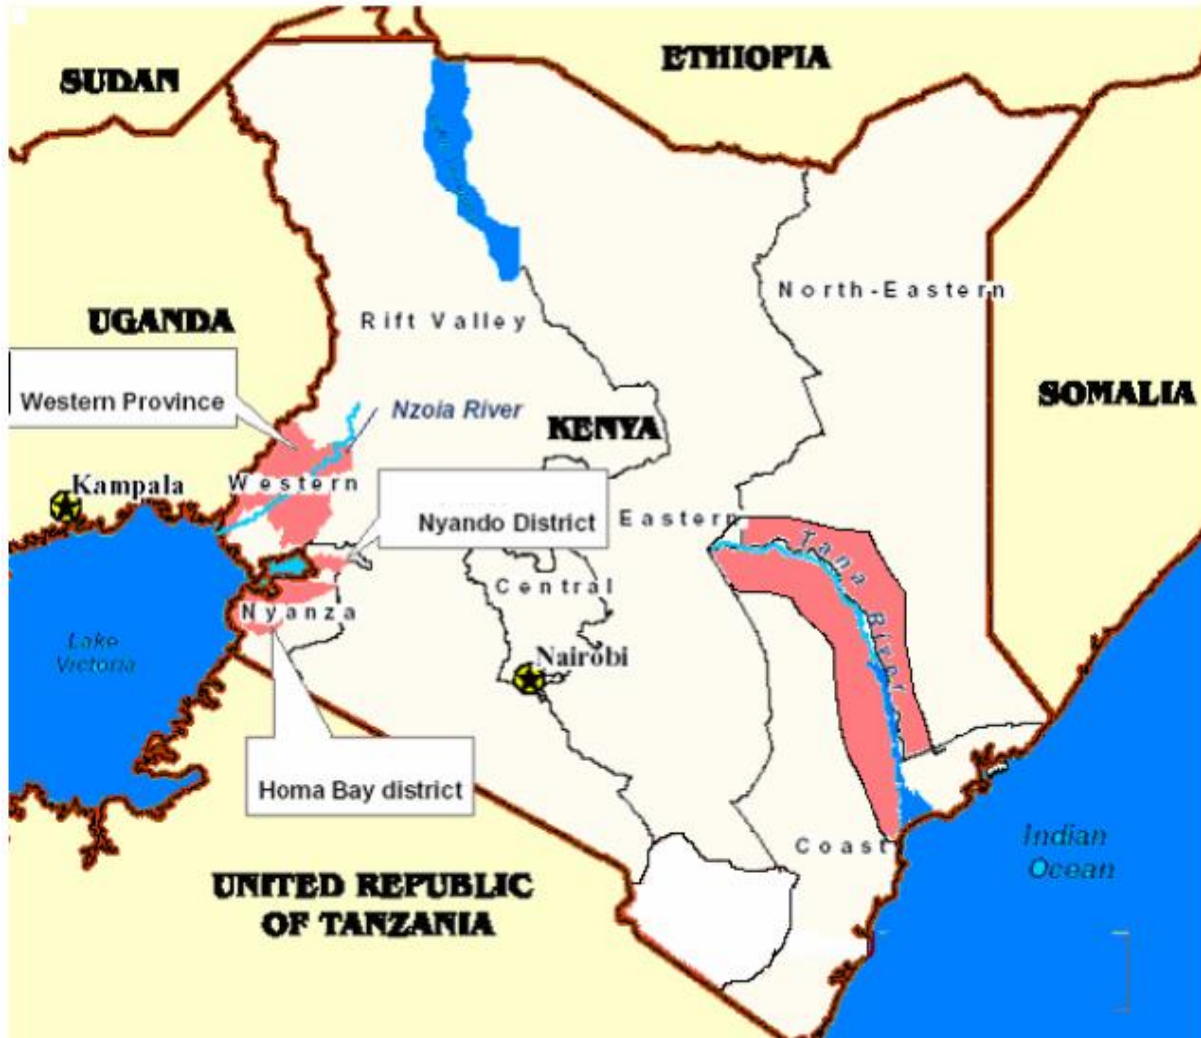 ETHIOPIA
SUDAN
North-Eastern
UGANDA
Rift Valley
SOMALIA
Western Province
Nzoia River
KENYA
Kampala
Western
Nyando District
Eastern
Tana River
Central
Nyanza
Lake
Victoria
Nairobi
Homa Bay district
Coast
Indian
Ocean
UNITED REPUBLIC
OF TANZANIA